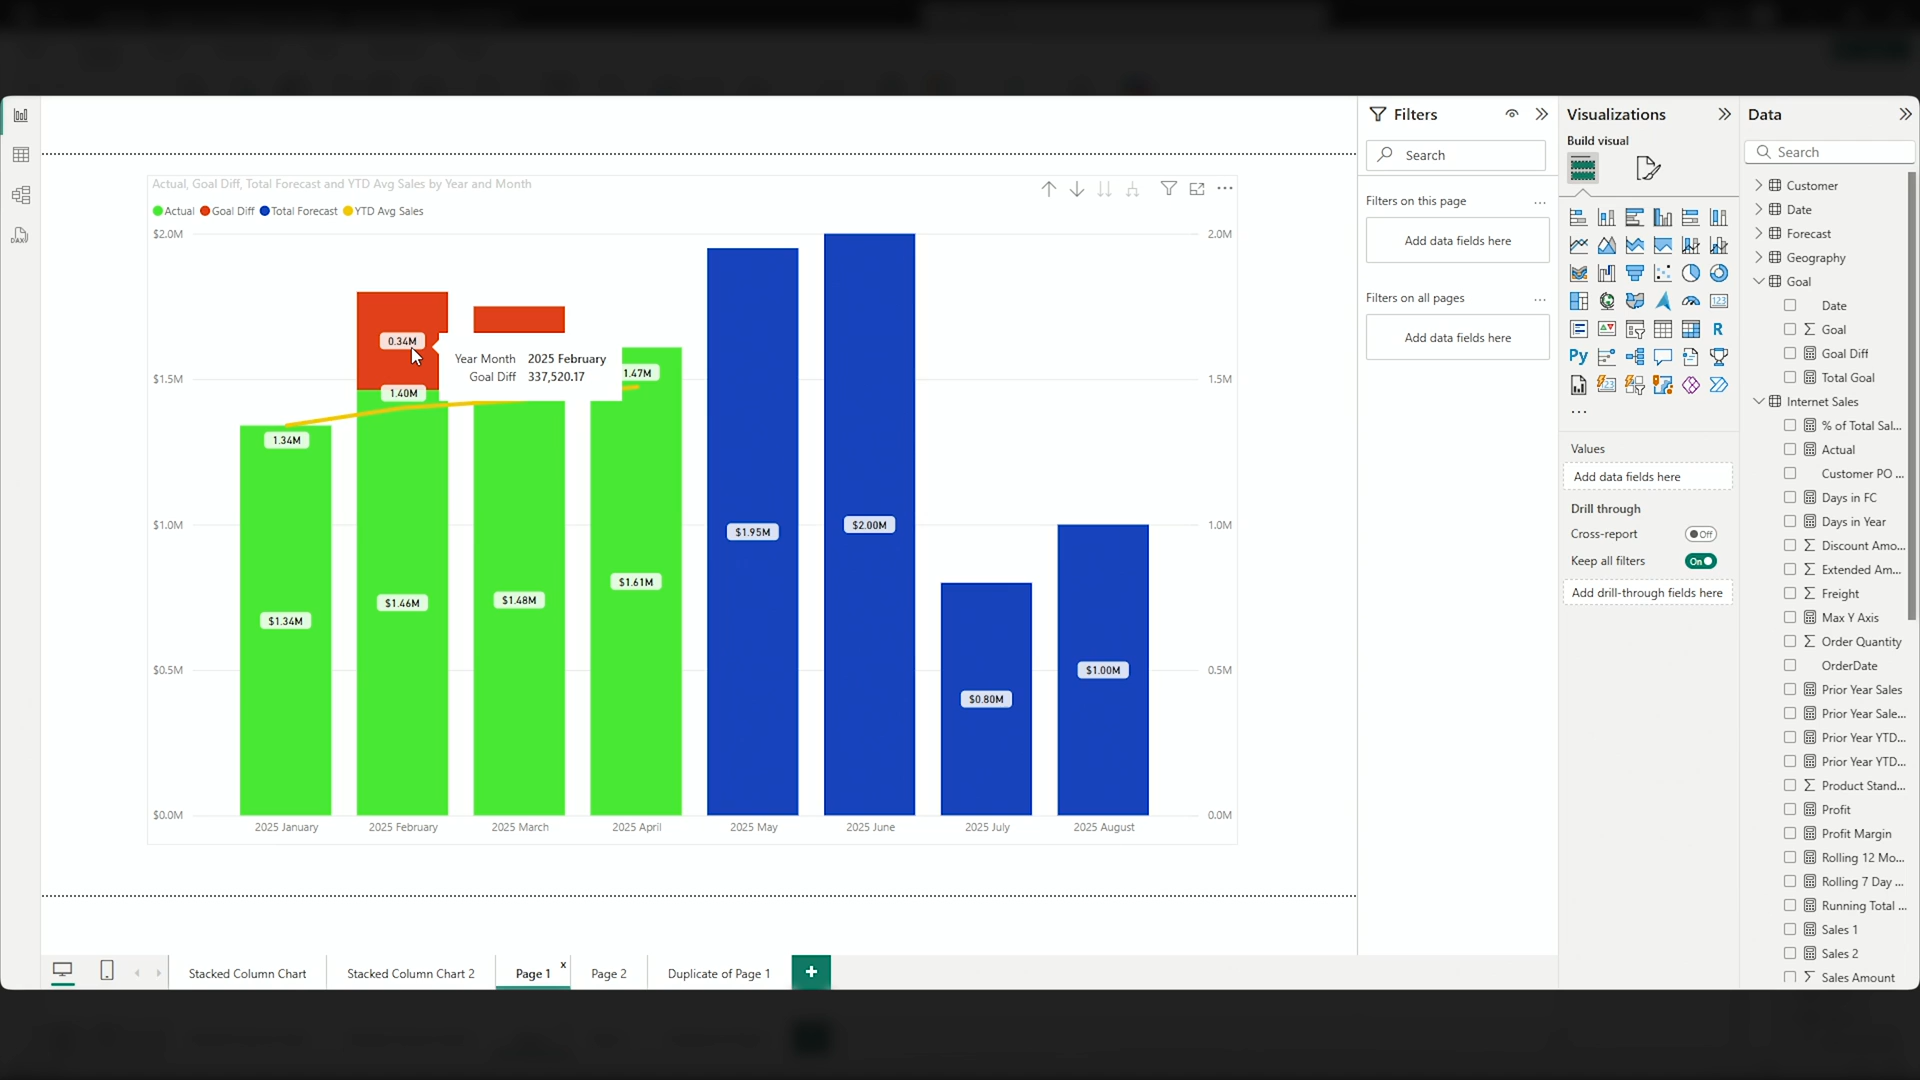 Filters
Search
Filters on this page
...
Add data fields here
Filters on all pages
...
Add data fields here
Visualizations
Build visual
123
R
Py
123
...
Values
Add data fields here
Drill through
Cross-report
Off
Keep all filters
On
Add drill-through fields here
Data
Search
Customer
Date
Forecast
Geography
Goal
Date
Goal
Goal Diff
Total Goal
Internet Sales
% of Total Sal...
Actual
Customer PO ...
Days in FC
Days in Year
Discount Amo...
Extended Am...
Freight
Max Y Axis
Order Quantity
OrderDate
Prior Year Sales
Prior Year Sale...
Prior Year YTD...
Prior Year YTD...
Product Stand...
Profit
Profit Margin
Rolling 12 Mo...
Rolling 7 Day ...
Running Total ...
Sales 1
Sales 2
Sales Amount
DAX
Actual, Goal Diff, Total Forecast and YTD Avg Sales by Year and Month
Actual Goal Diff Total Forecast YTD Avg Sales
$2.0M
$1.5M
$1.0M
$0.5M
$0.0M
2.0M
1.5M
1.0M
0.5M
0.0M
0.34M
1.40M
1.34M
1.47M
Year Month 2025 February
Goal Diff 337,520.17
$1.34M
$1.46M
$1.48M
$1.61M
$1.95M
$2.00M
$0.80M
$1.00M
2025 January
2025 February
2025 March
2025 April
2025 May
2025 June
2025 July
2025 August
Stacked Column Chart
Stacked Column Chart 2
Page 1 x
Page 2
Duplicate of Page 1
+